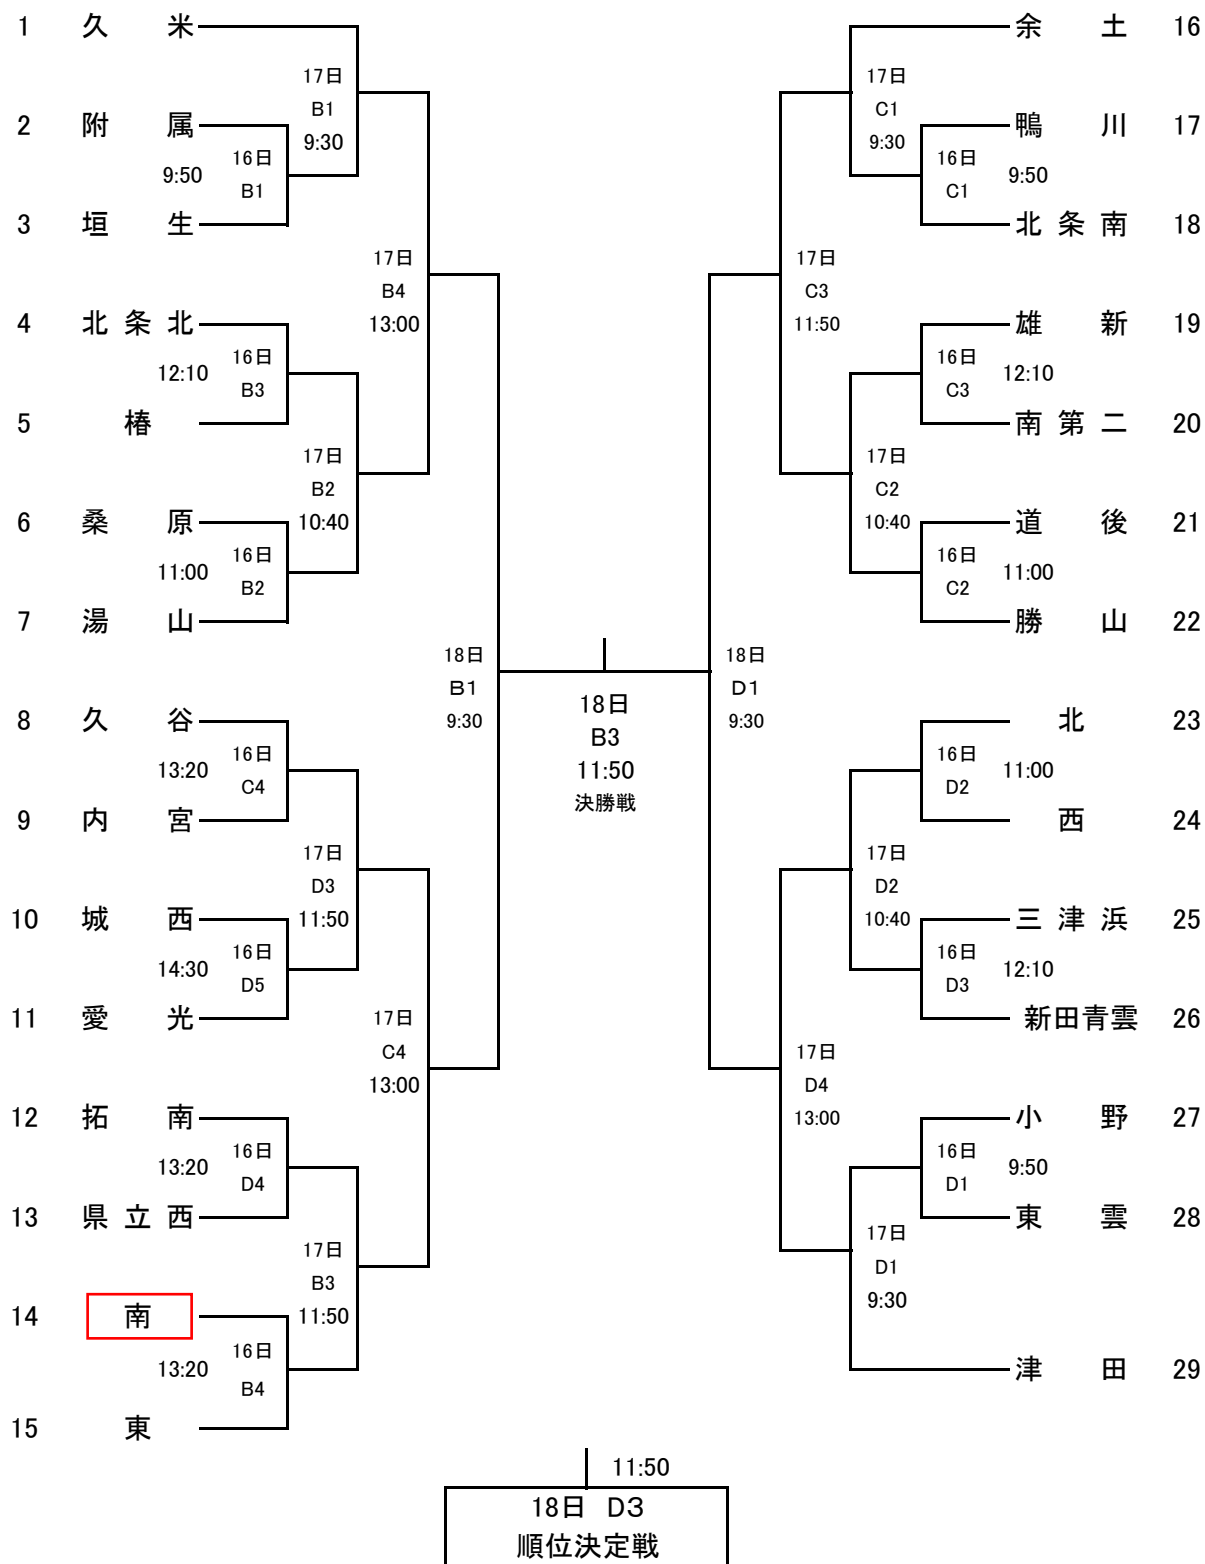 1 久 米
17日
B1
9:30
2 附 属
9:50
16日
B1
3 垣 生
17日
B4
13:00
4 北 条 北
12:10
16日
B3
5 椿
17日
B2
10:40
6 桑 原
11:00
16日
B2
7 湯 山
18日
B1
9:30
8 久 谷
13:20
16日
C4
9 内 宮
17日
D3
11:50
10 城 西
14:30
16日
D5
11 愛 光
17日
C4
13:00
12 拓 南
13:20
16日
D4
13 県 立 西
17日
B3
11:50
14 南
13:20
16日
B4
15 東
18日
B3
11:50
決勝戦
余 土 16
17日
C1
9:30
鴨 川 17
16日
C1
9:50
北 条 南 18
17日
C3
11:50
雄 新 19
16日
C3
12:10
南 第 二 20
17日
C2
10:40
道 後 21
16日
C2
11:00
勝 山 22
18日
D1
9:30
北 23
16日
D2
11:00
西 24
17日
D2
10:40
三 津 浜 25
16日
D3
12:10
新田青雲 26
17日
D4
13:00
小 野 27
16日
D1
9:50
東 雲 28
17日
D1
9:30
津 田 29
11:50
18日 D3
順位決定戦